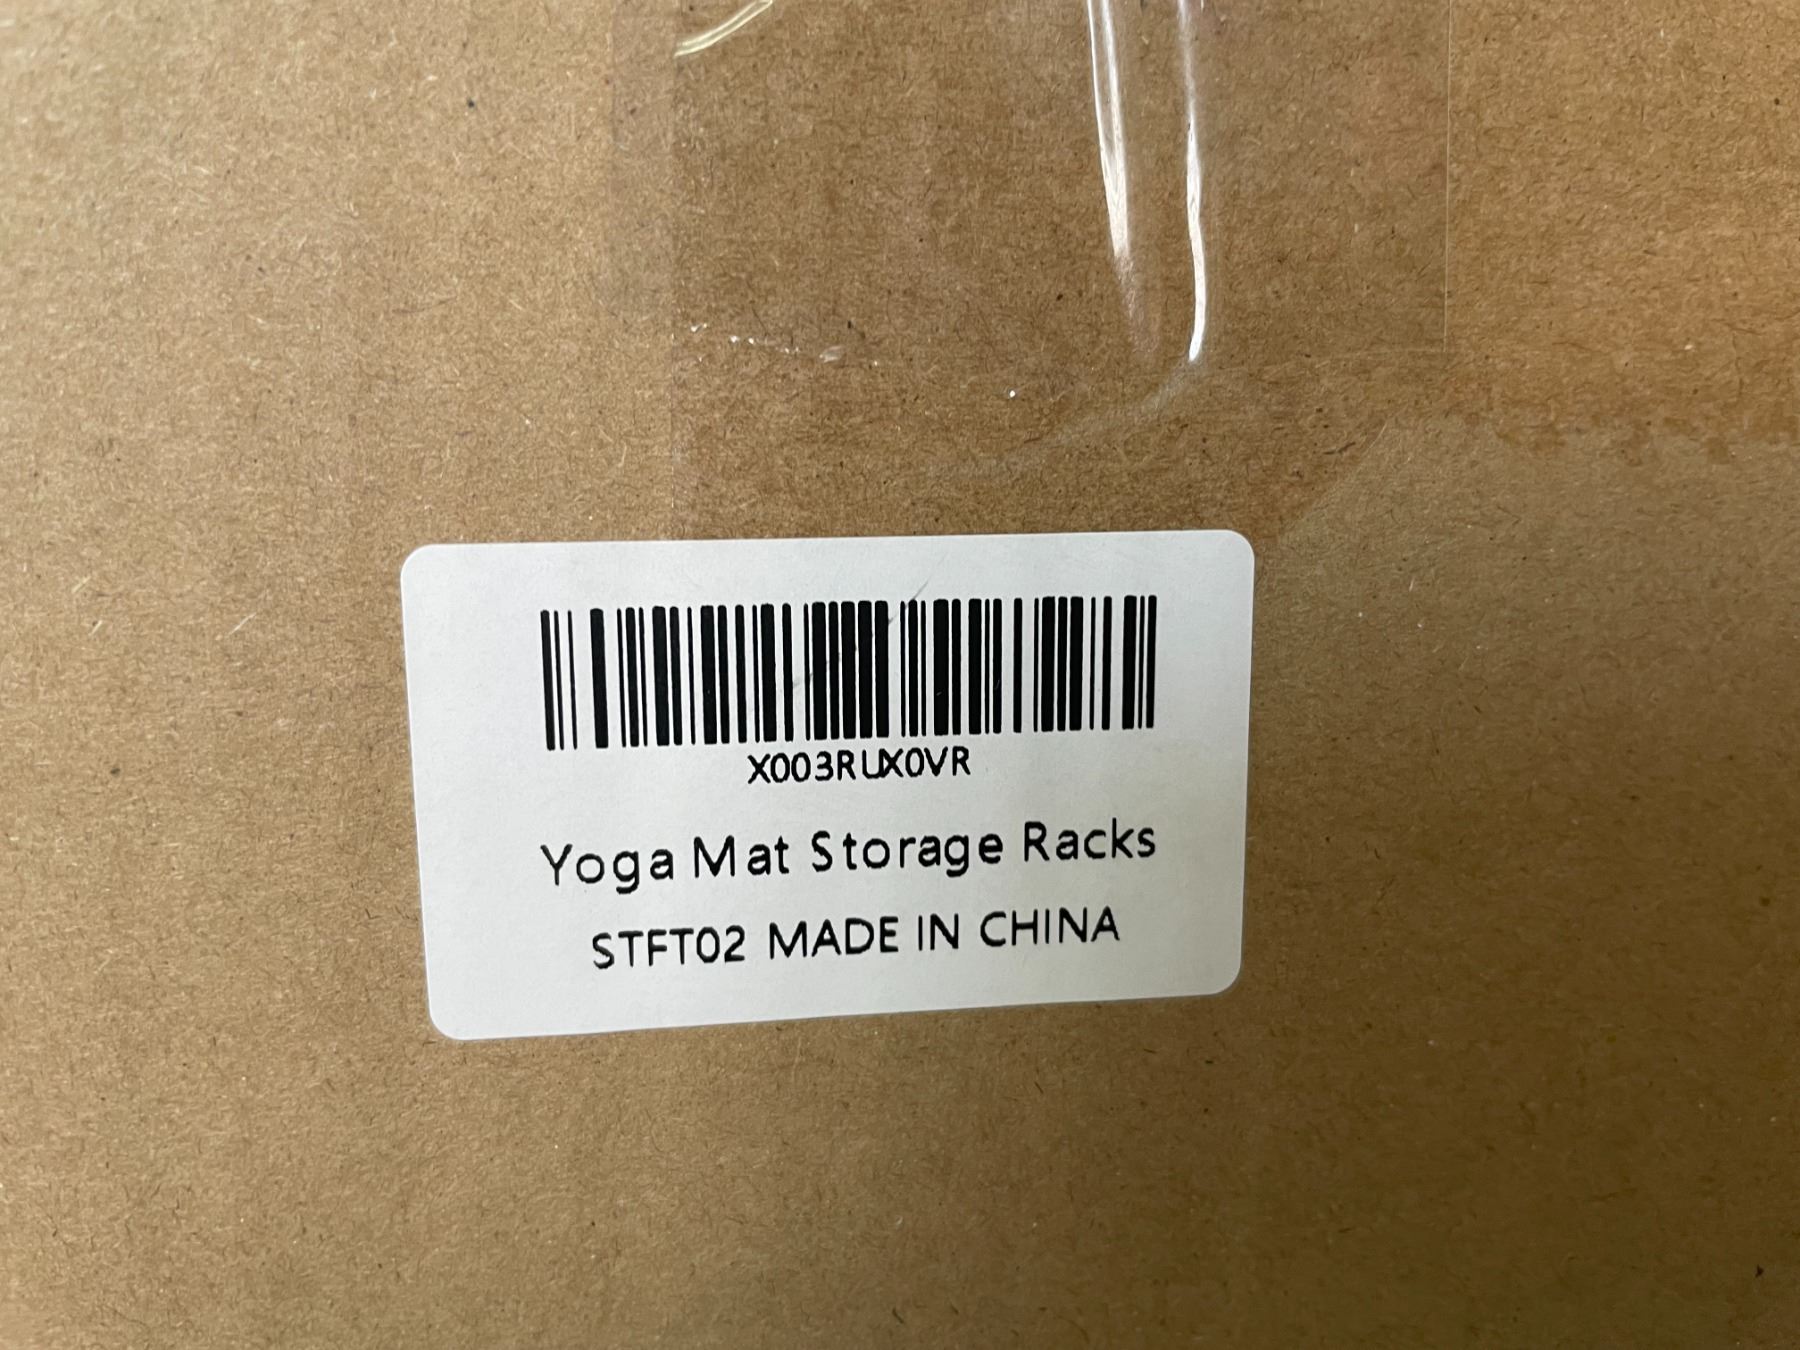 X003RUX0VR
Yoga Mat Storage Racks
STFT02 MADE IN CHINA